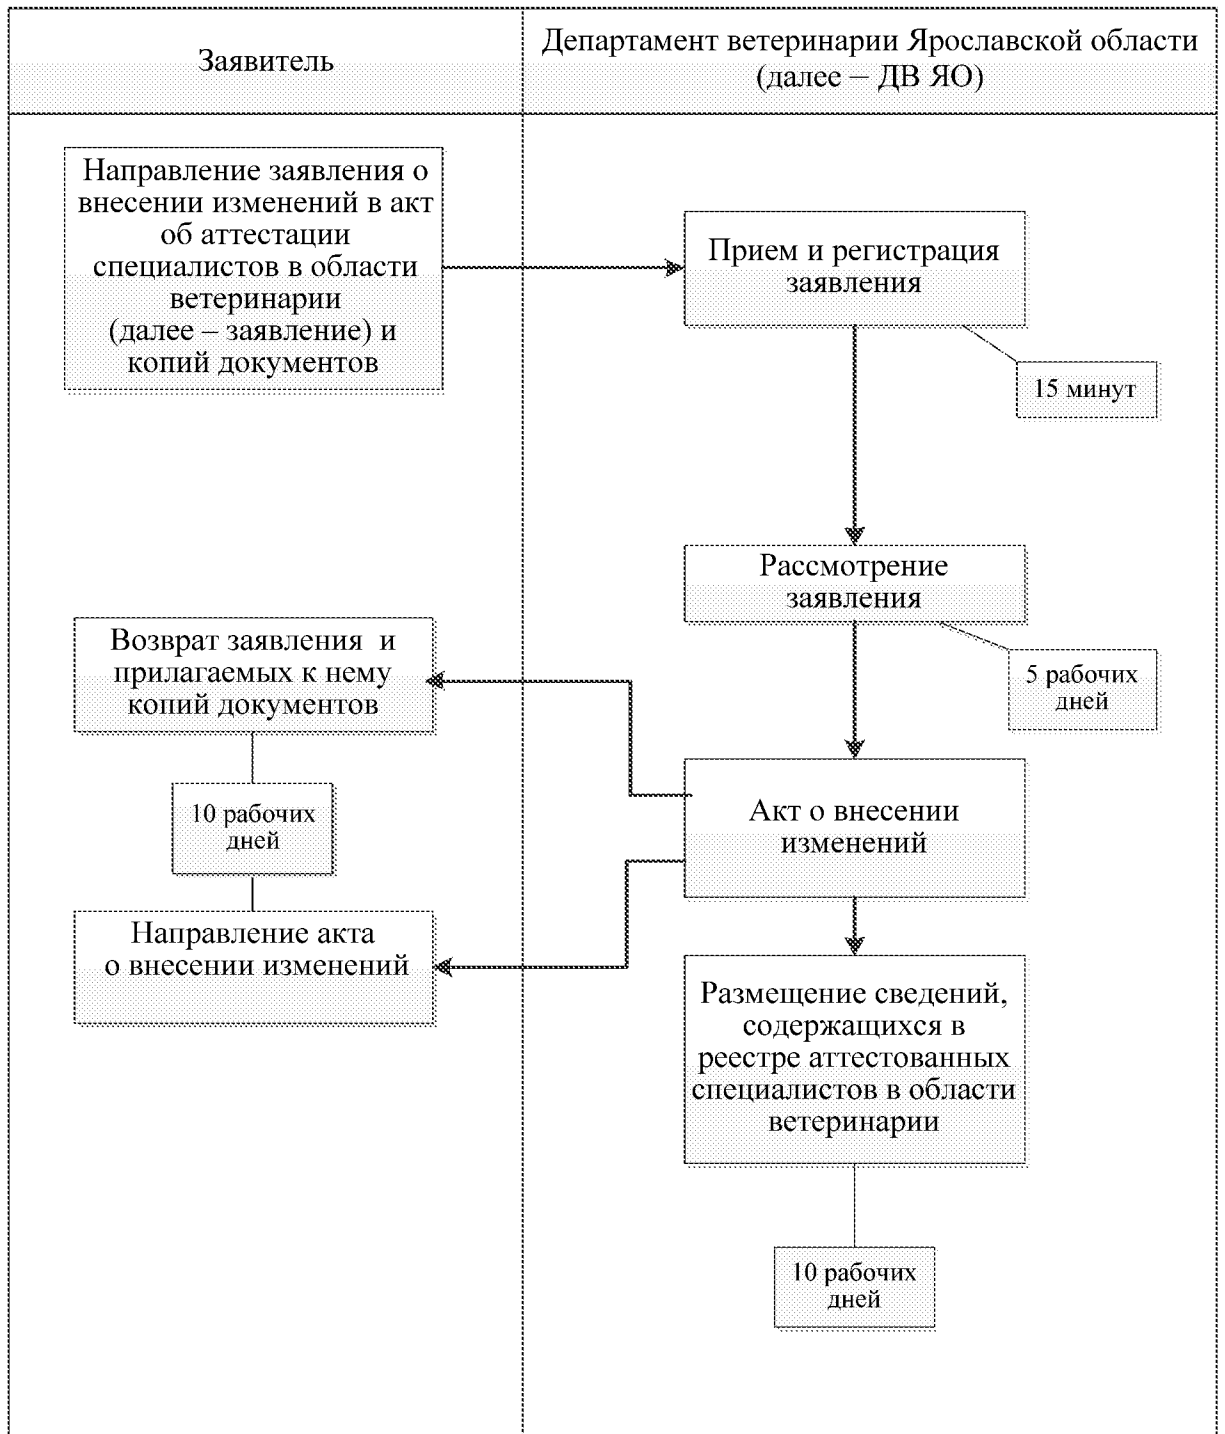 Заявитель
Департамент ветеринарии Ярославской области
(далее – ДВ ЯО)
Направление заявления о
внесении изменений в акт
об аттестации
специалистов в области
ветеринарии
(далее – заявление) и
копий документов
Прием и регистрация
заявления
15 минут
Рассмотрение
заявления
5 рабочих
дней
Возврат заявления и
прилагаемых к нему
копий документов
10 рабочих
дней
Акт о внесении
изменений
Направление акта
о внесении изменений
Размещение сведений,
содержащихся в
реестре аттестованных
специалистов в области
ветеринарии
10 рабочих
дней